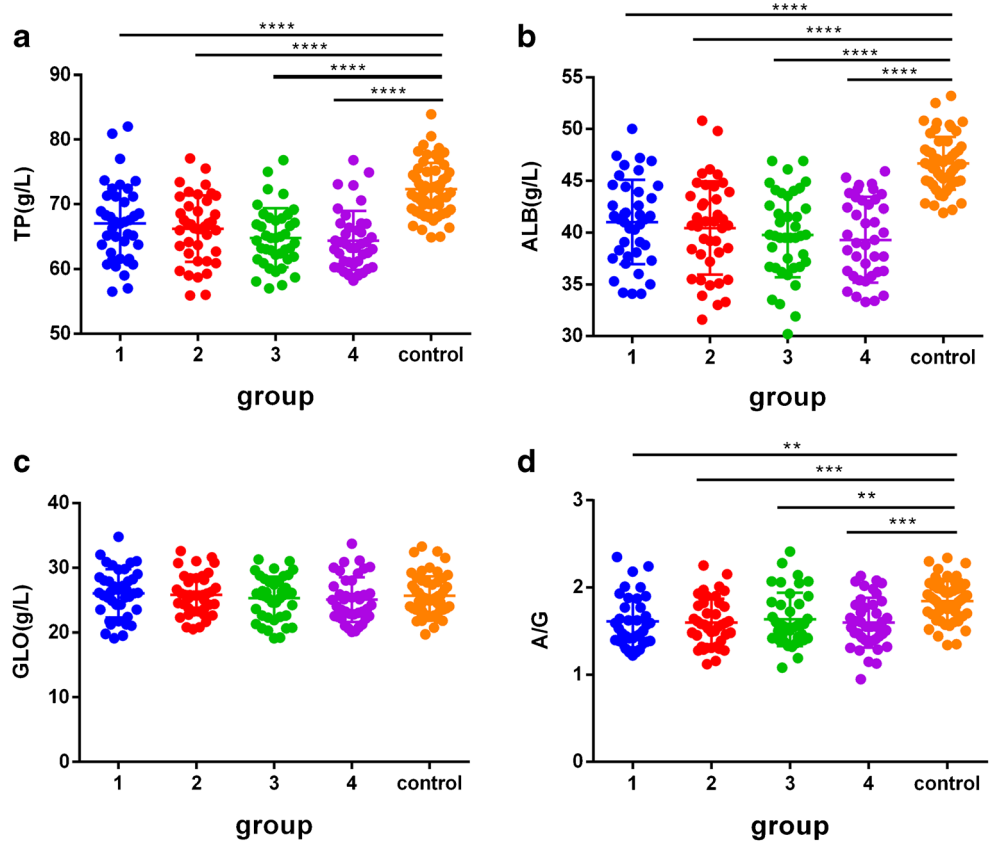 a
****
****
****
****
TP(g/L)
90
80
70
60
50
1 2 3 4 control
group
b
****
****
****
****
ALB(g/L)
55
50
45
40
35
30
1 2 3 4 control
group
c
GLO(g/L)
40
30
20
10
0
1 2 3 4 control
group
d
**
***
**
***
A/G
3
2
1
0
1 2 3 4 control
group